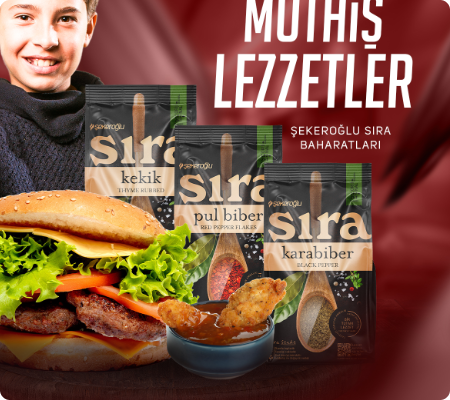 MÜTHiŞ
LEZZETLER
ŞEKEROĞLU SIRA
BAHARATLARI
ŞEKEROĞLU
sıra
kekik
THYME RUBBED
ŞEKEROĞLU
sıra
pul biber
RED PEPPER FLAKES
ŞEKEROĞLU
sıra
karabiber
BLACK PEPPER